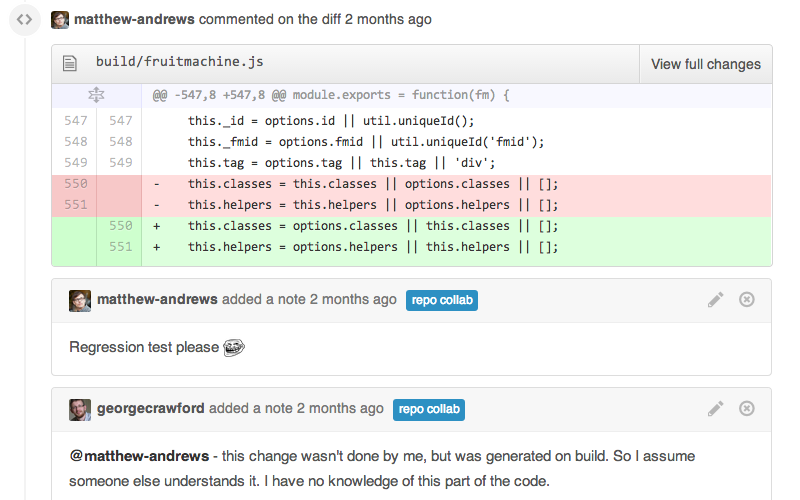 matthew-andrews commented on the diff 2 months ago
build/fruitmachine.js View full changes
@@ -547,8 +547,8 @@ module.exports = function(fm) {
547 547 this._id = options.id || util.uniqueId();
548 548 this._fmid = options.fmid || util.uniqueId('fmid');
549 549 this.tag = options.tag || this.tag || 'div';
550 - this.classes = this.classes || options.classes || [];
551 - this.helpers = this.helpers || options.helpers || [];
550 + this.classes = options.classes || this.classes || [];
551 + this.helpers = options.helpers || this.helpers || [];
matthew-andrews added a note 2 months ago repo collab
Regression test please
georgecrawford added a note 2 months ago repo collab
@matthew-andrews - this change wasn't done by me, but was generated on build. So I assume
someone else understands it. I have no knowledge of this part of the code.